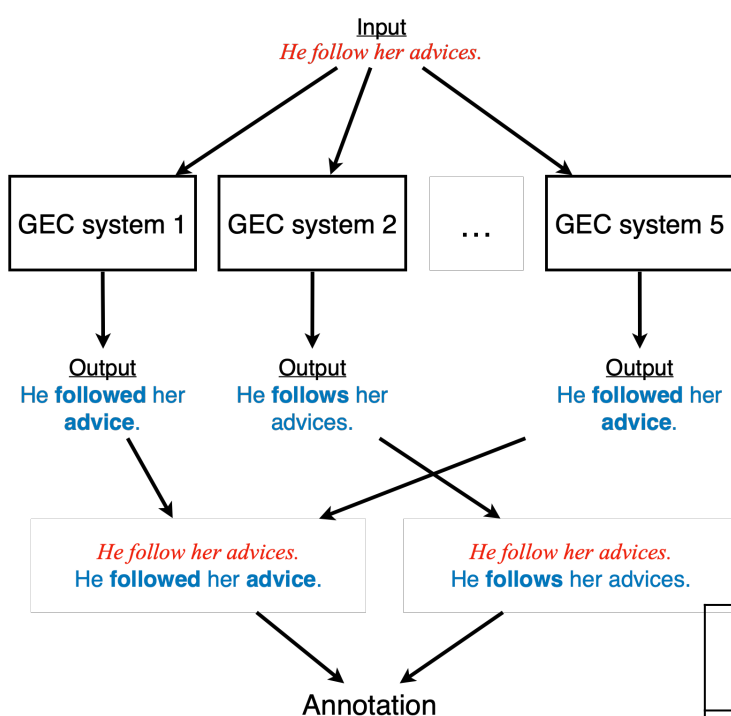 Input
He follow her advices.
GEC system 1
GEC system 2
...
GEC system 5
Output
He followed her
advice.
Output
He follows her
advices.
Output
He followed her
advice.
He follow her advices.
He followed her advice.
He follow her advices.
He follows her advices.
Annotation